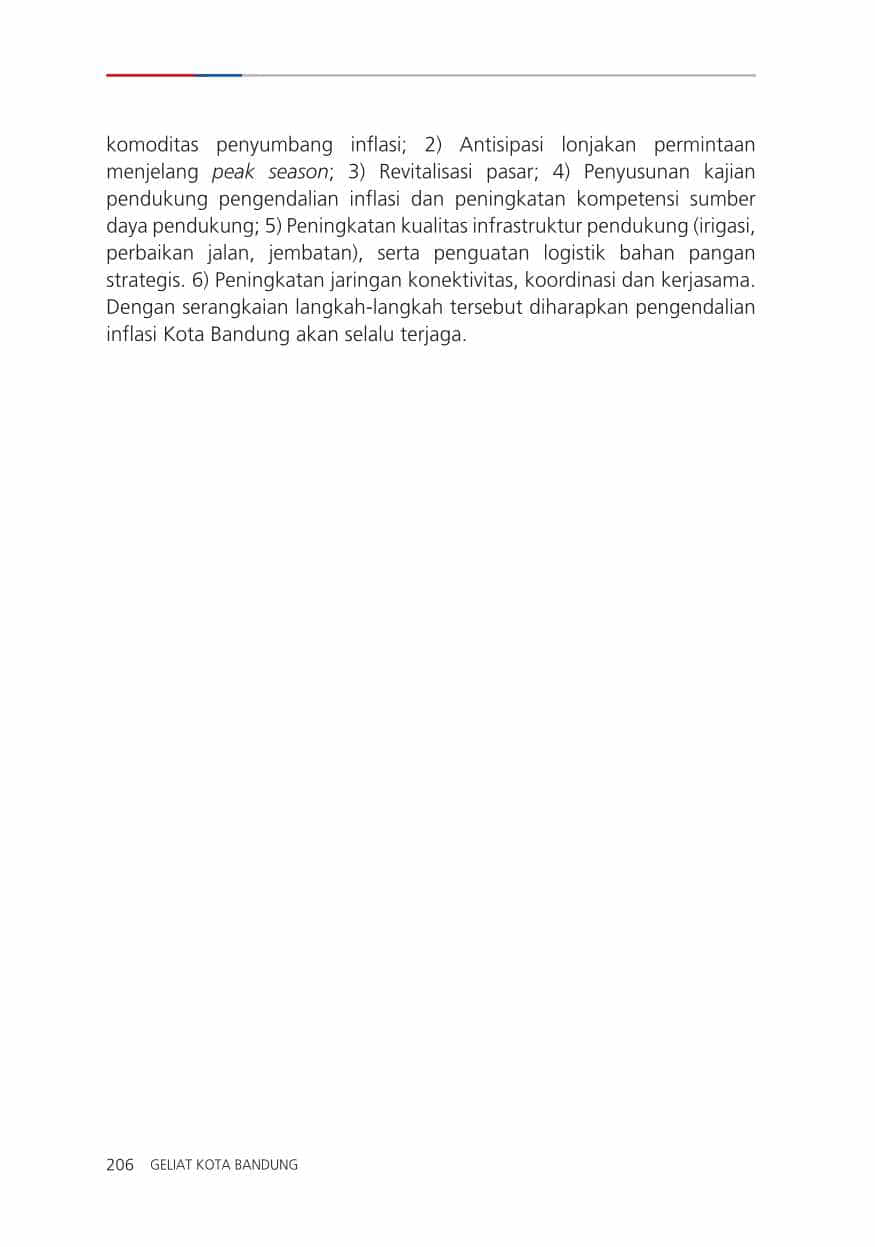 komoditas penyumbang inflasi; 2) Antisipasi lonjakan permintaan
menjelang peak season; 3) Revitalisasi pasar; 4) Penyusunan kajian
pendukung pengendalian inflasi dan peningkatan kompetensi sumber
daya pendukung; 5) Peningkatan kualitas infrastruktur pendukung (irigasi,
perbaikan jalan, jembatan), serta penguatan logistik bahan pangan
strategis. 6) Peningkatan jaringan konektivitas, koordinasi dan kerjasama.
Dengan serangkaian langkah-langkah tersebut diharapkan pengendalian
inflasi Kota Bandung akan selalu terjaga.
206 GELIAT KOTA BANDUNG